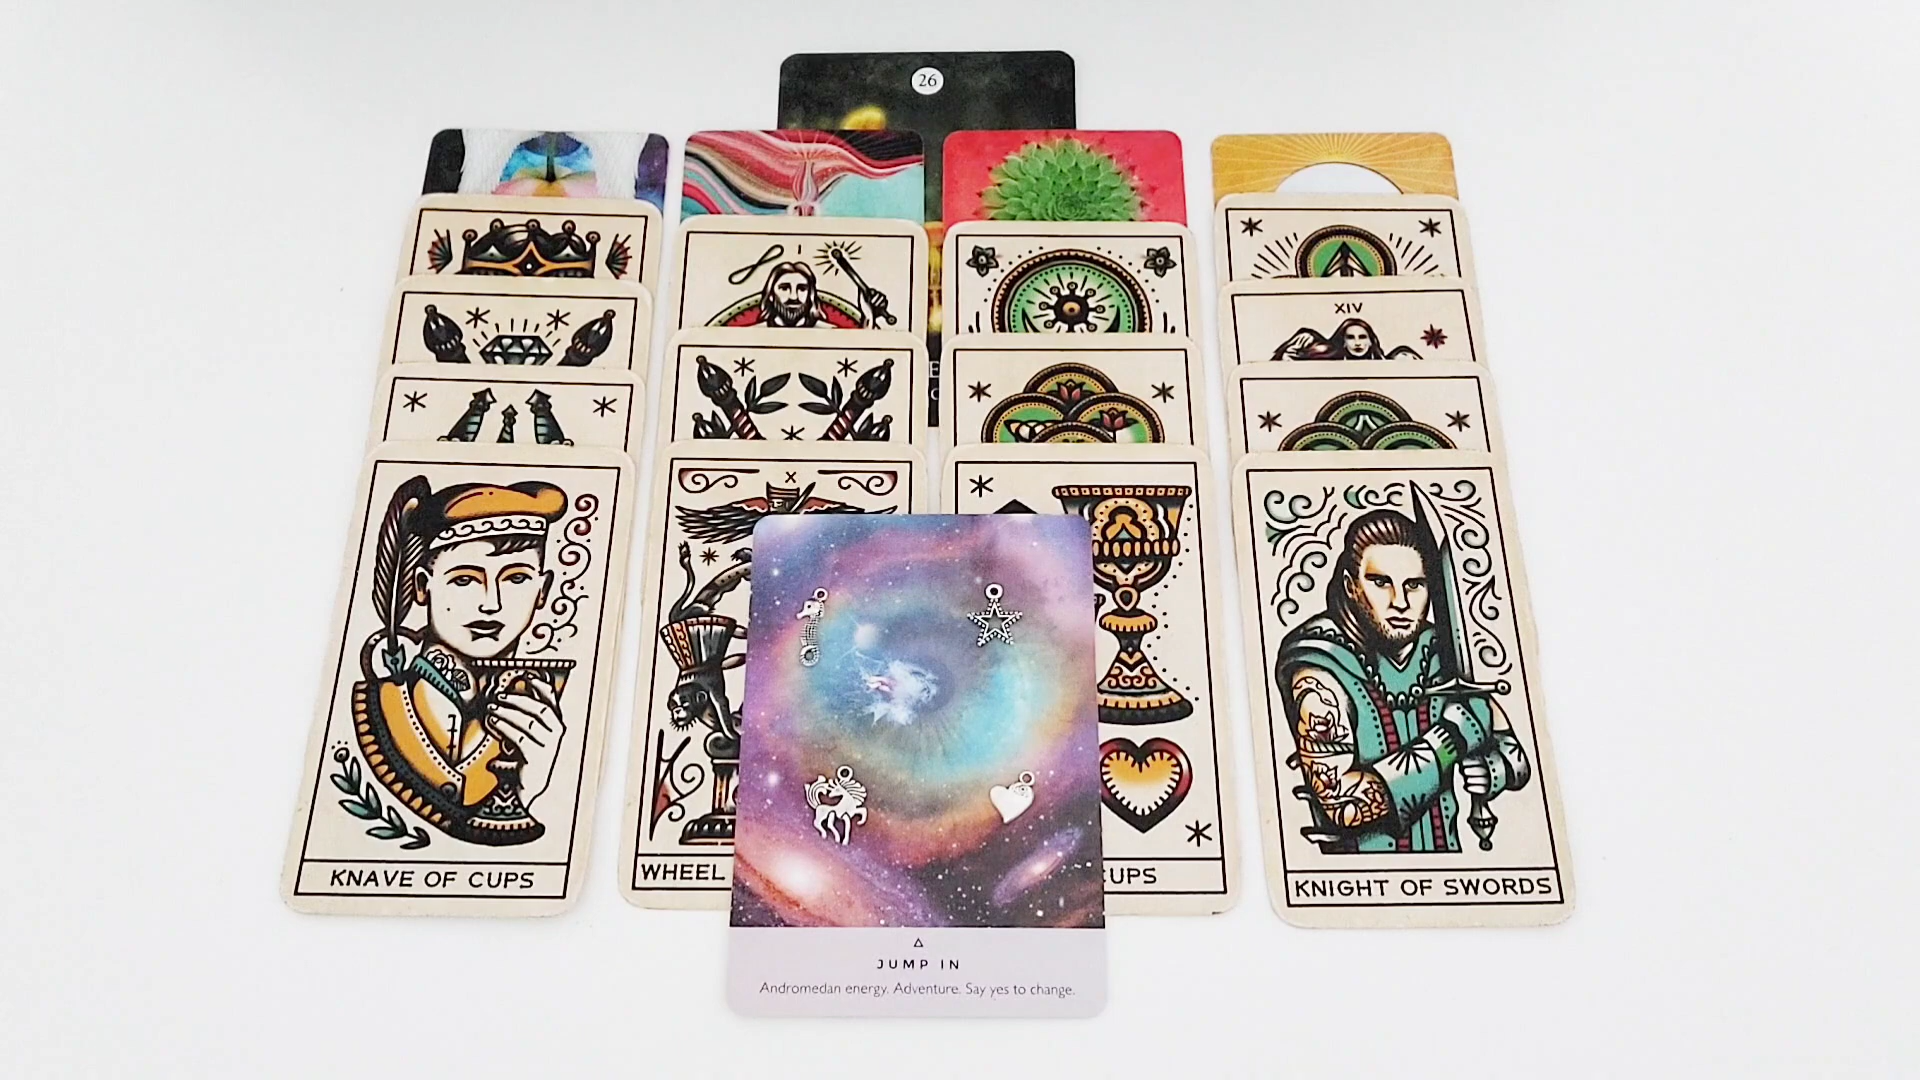 26
I
XIV
E
C
X
KNAVE OF CUPS
WHEEL
CUPS
KNIGHT OF SWORDS
JUMP IN
Andromedan energy. Adventure. Say yes to change.